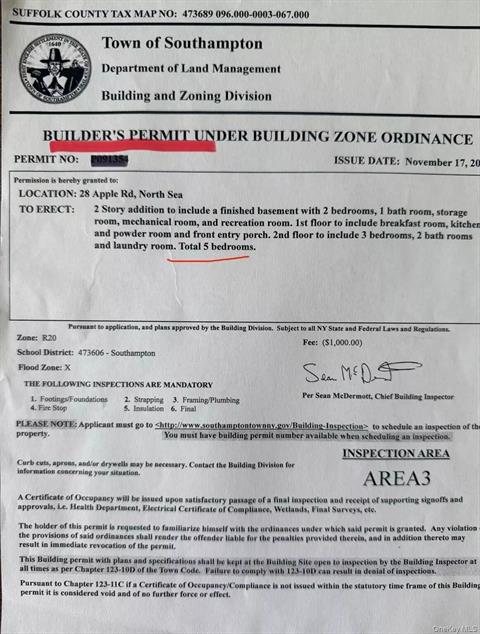 SUFFOLK COUNTY TAX MAP NO: 473689 096.000-0003-067.000
1640
Town of Southampton
Department of Land Management
Building and Zoning Division
BUILDER'S PERMIT UNDER BUILDING ZONE ORDINANCE
PERMIT NO: P091354
ISSUE DATE: November 17, 20
Permission is hereby granted to:
LOCATION: 28 Apple Rd, North Sea
TO ERECT: 2 Story addition to include a finished basement with 2 bedrooms, 1 bath room, storage
room, mechanical room, and recreation room. 1st floor to include breakfast room, kitchen
and powder room and front entry porch. 2nd floor to include 3 bedrooms, 2 bath rooms
and laundry room. Total 5 bedrooms.
Pursuant to application, and plans approved by the Building Division. Subject to all NY State and Federal Laws and Regulations.
Zone: R20
Fee: ($1,000.00)
School District: 473606 - Southampton
Flood Zone: X
Sean McDermott
THE FOLLOWING INSPECTIONS ARE MANDATORY
Per Sean McDermott, Chief Building Inspector
1. Footings/Foundations 2. Strapping 3. Framing/Plumbing
4. Fire Stop 5. Insulation 6. Final
PLEASE NOTE: Applicant must go to <http://www.southamptontownny.gov/Building-Inspection> to schedule an inspection of the
property. You must have building permit number available when scheduling an inspection.
INSPECTION AREA
Curb cuts, aprons, and/or drywells may be necessary. Contact the Building Division for
information concerning your situation.
AREA3
A Certificate of Occupancy will be issued upon satisfactory passage of a final inspection and receipt of supporting signoffs and
approvals, i.e. Health Department, Electrical Certificate of Compliance, Wetlands, Final Surveys, etc.
The holder of this permit is requested to familiarize himself with the ordinances under which said permit is granted. Any violation
the provisions of said ordinances shall render the offender liable for the penalties provided therein, and in addition thereto may
result in immediate revocation of the permit.
This Building permit with plans and specifications shall be kept at the Building Site open to inspection by the Building Inspector at
all times as per Chapter 123-10D of the Town Code. Failure to comply with 123-10D can result in denial of inspections.
Pursuant to Chapter 123-11C if a Certificate of Occupancy/Compliance is not issued within the statutory time frame of this Building
permit it is considered void and of no further force or effect.
OneKey MLS